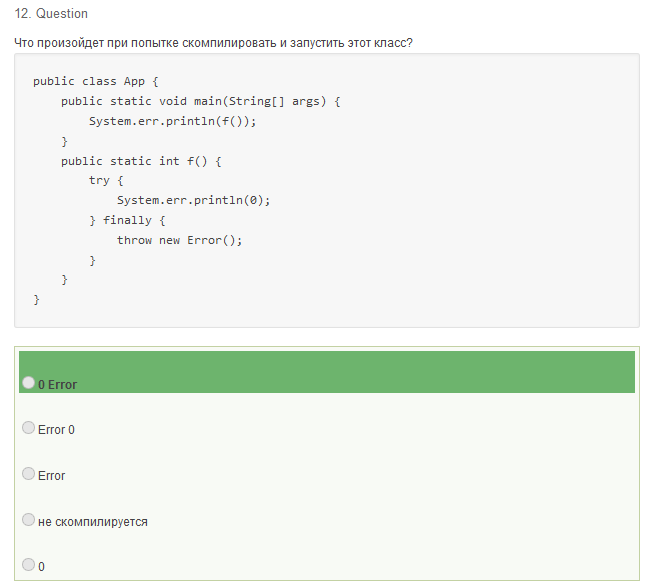 12. Question
Что произойдет при попытке скомпилировать и запустить этот класс?
public class App {
    public static void main(String[] args) {
        System.err.println(f());
    }
    public static int f() {
        try {
            System.err.println(0);
        } finally {
            throw new Error();
        }
    }
}
0 Error
Error 0
Error
не скомпилируется
0